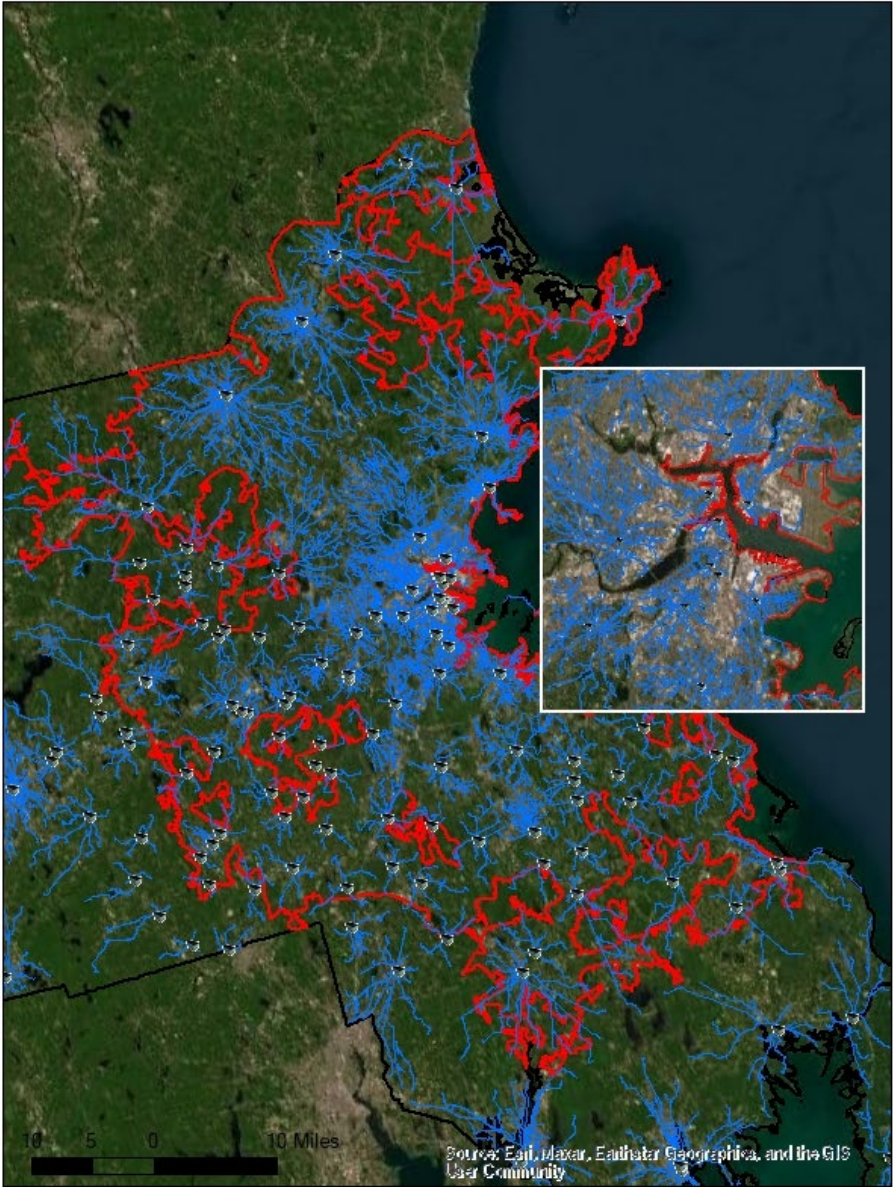 10 5 0 10 Miles
Source: Esri, Maxar, Earthstar Geographics, and the GIS
User Community